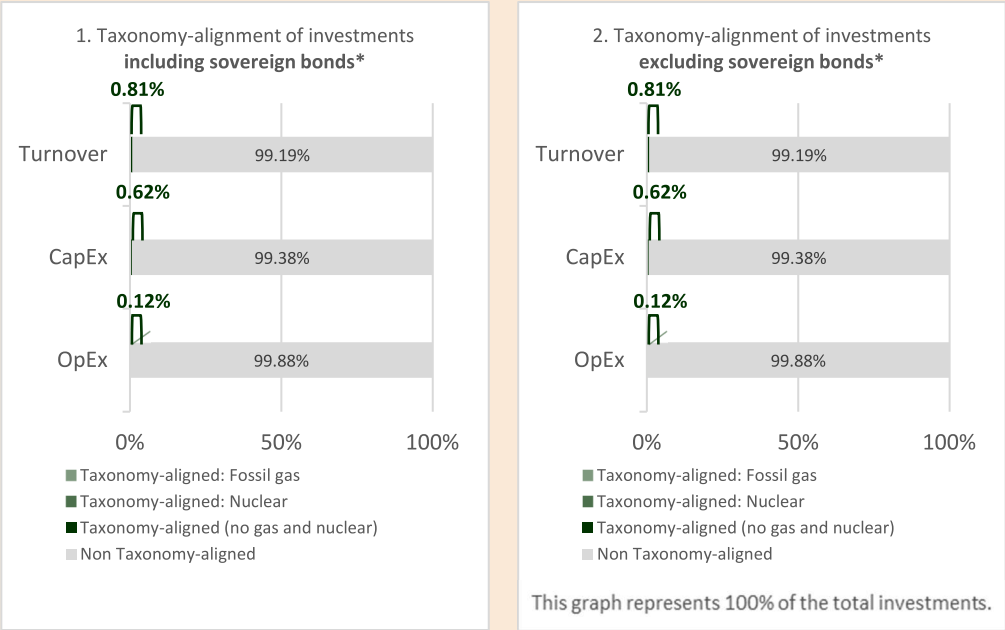 1. Taxonomy-alignment of investments
including sovereign bonds*
0.81%
Turnover
99.19%
0.62%
CapEx
99.38%
0.12%
OpEx
99.88%
0%
50%
100%
Taxonomy-aligned: Fossil gas
Taxonomy-aligned: Nuclear
Taxonomy-aligned (no gas and nuclear)
Non Taxonomy-aligned
2. Taxonomy-alignment of investments
excluding sovereign bonds*
0.81%
Turnover
99.19%
0.62%
CapEx
99.38%
0.12%
OpEx
99.88%
0%
50%
100%
Taxonomy-aligned: Fossil gas
Taxonomy-aligned: Nuclear
Taxonomy-aligned (no gas and nuclear)
Non Taxonomy-aligned
This graph represents 100% of the total investments.